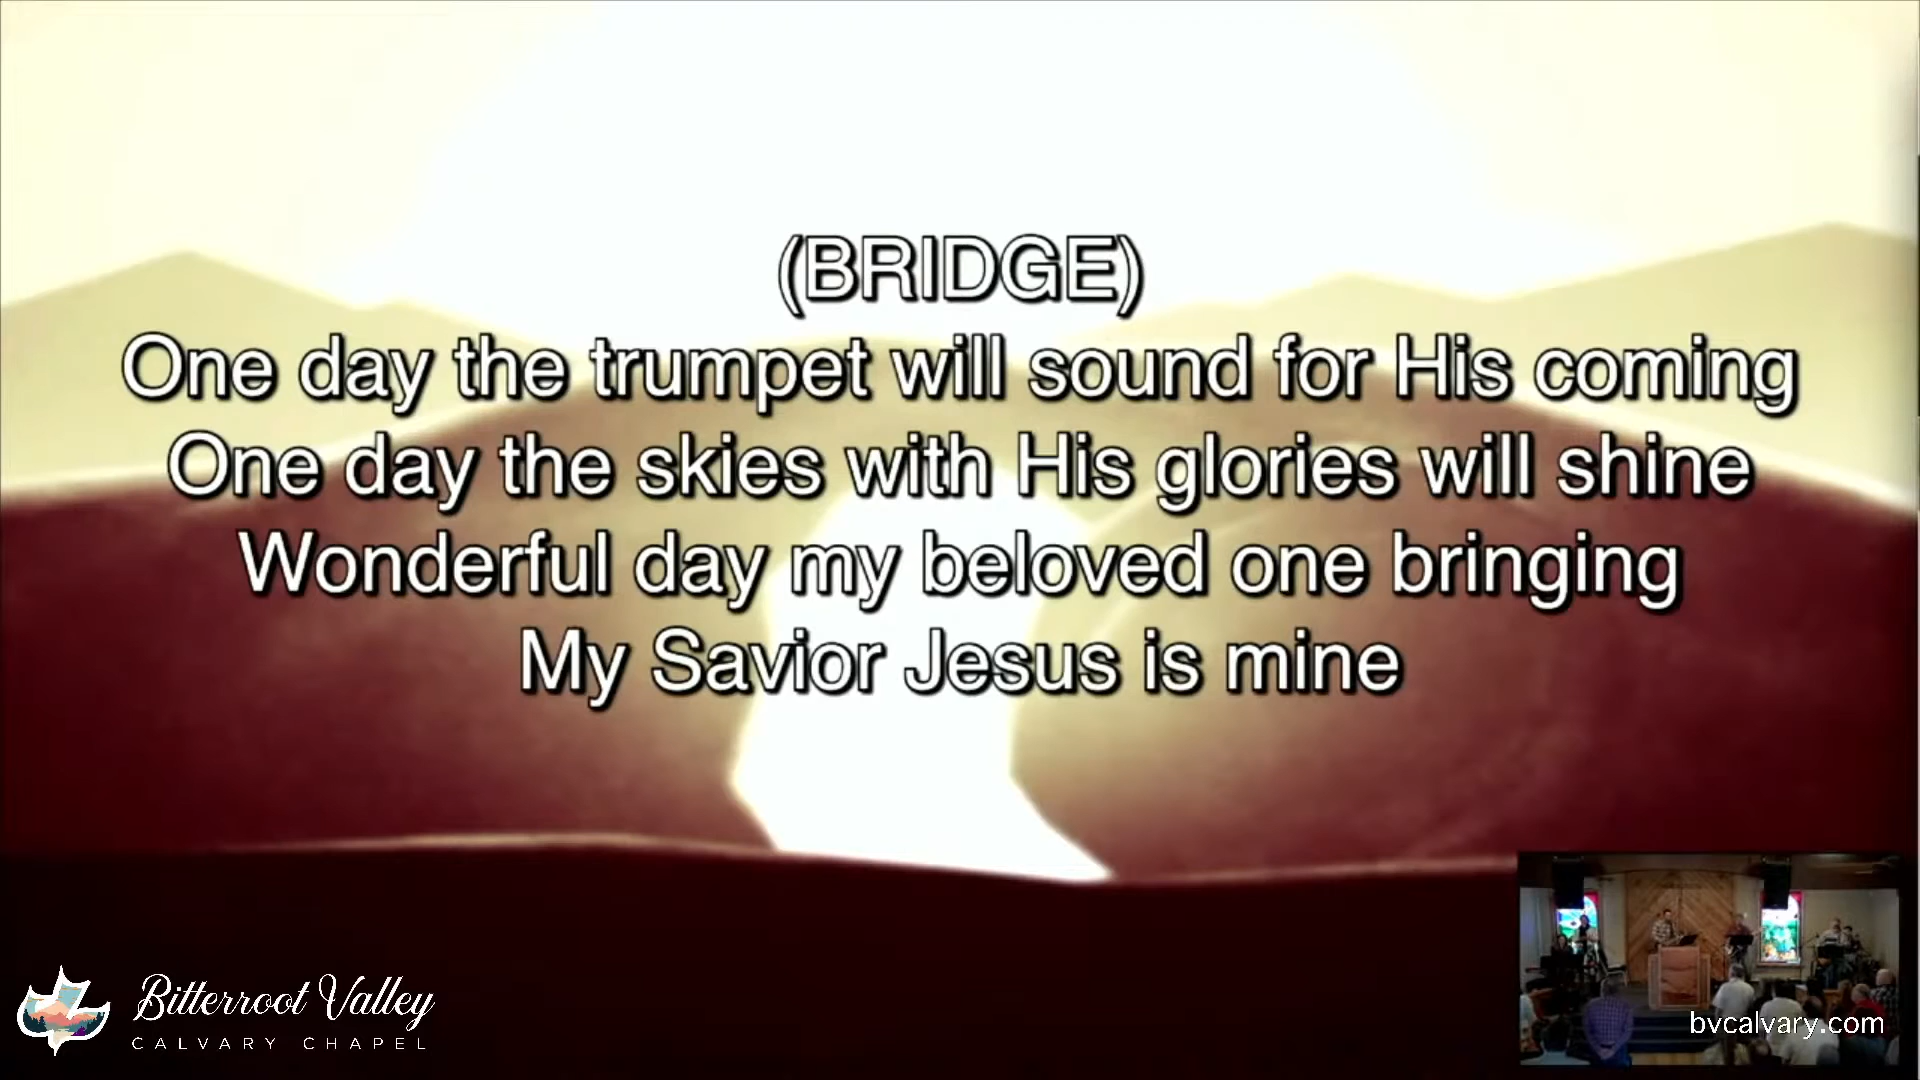 (BRIDGE)
One day the trumpet will sound for His coming
One day the skies with His glories will shine
Wonderful day my beloved one bringing
My Savior Jesus is mine
Bitterroot Valley
CALVARY CHAPEL
bvcalvary.com